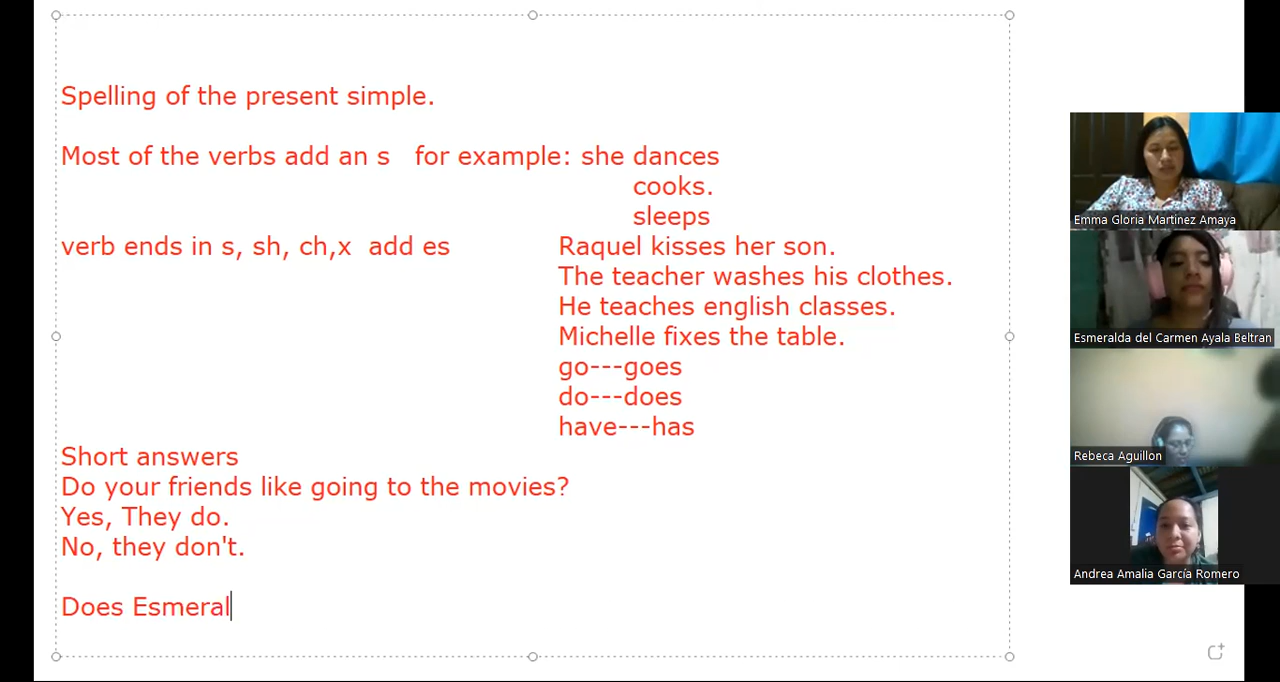 Spelling of the present simple.
Most of the verbs add an s for example: she dances
cooks.
sleeps
verb ends in s, sh, ch,x add es Raquel kisses her son.
The teacher washes his clothes.
He teaches english classes.
Michelle fixes the table.
go---goes
do---does
have---has
Short answers
Do your friends like going to the movies?
Yes, They do.
No, they don't.
Does Esmeral
Emma Gloria Martinez Amaya
Esmeralda del Carmen Ayala Beltran
Rebeca Aguillon
Andrea Amalia García Romero